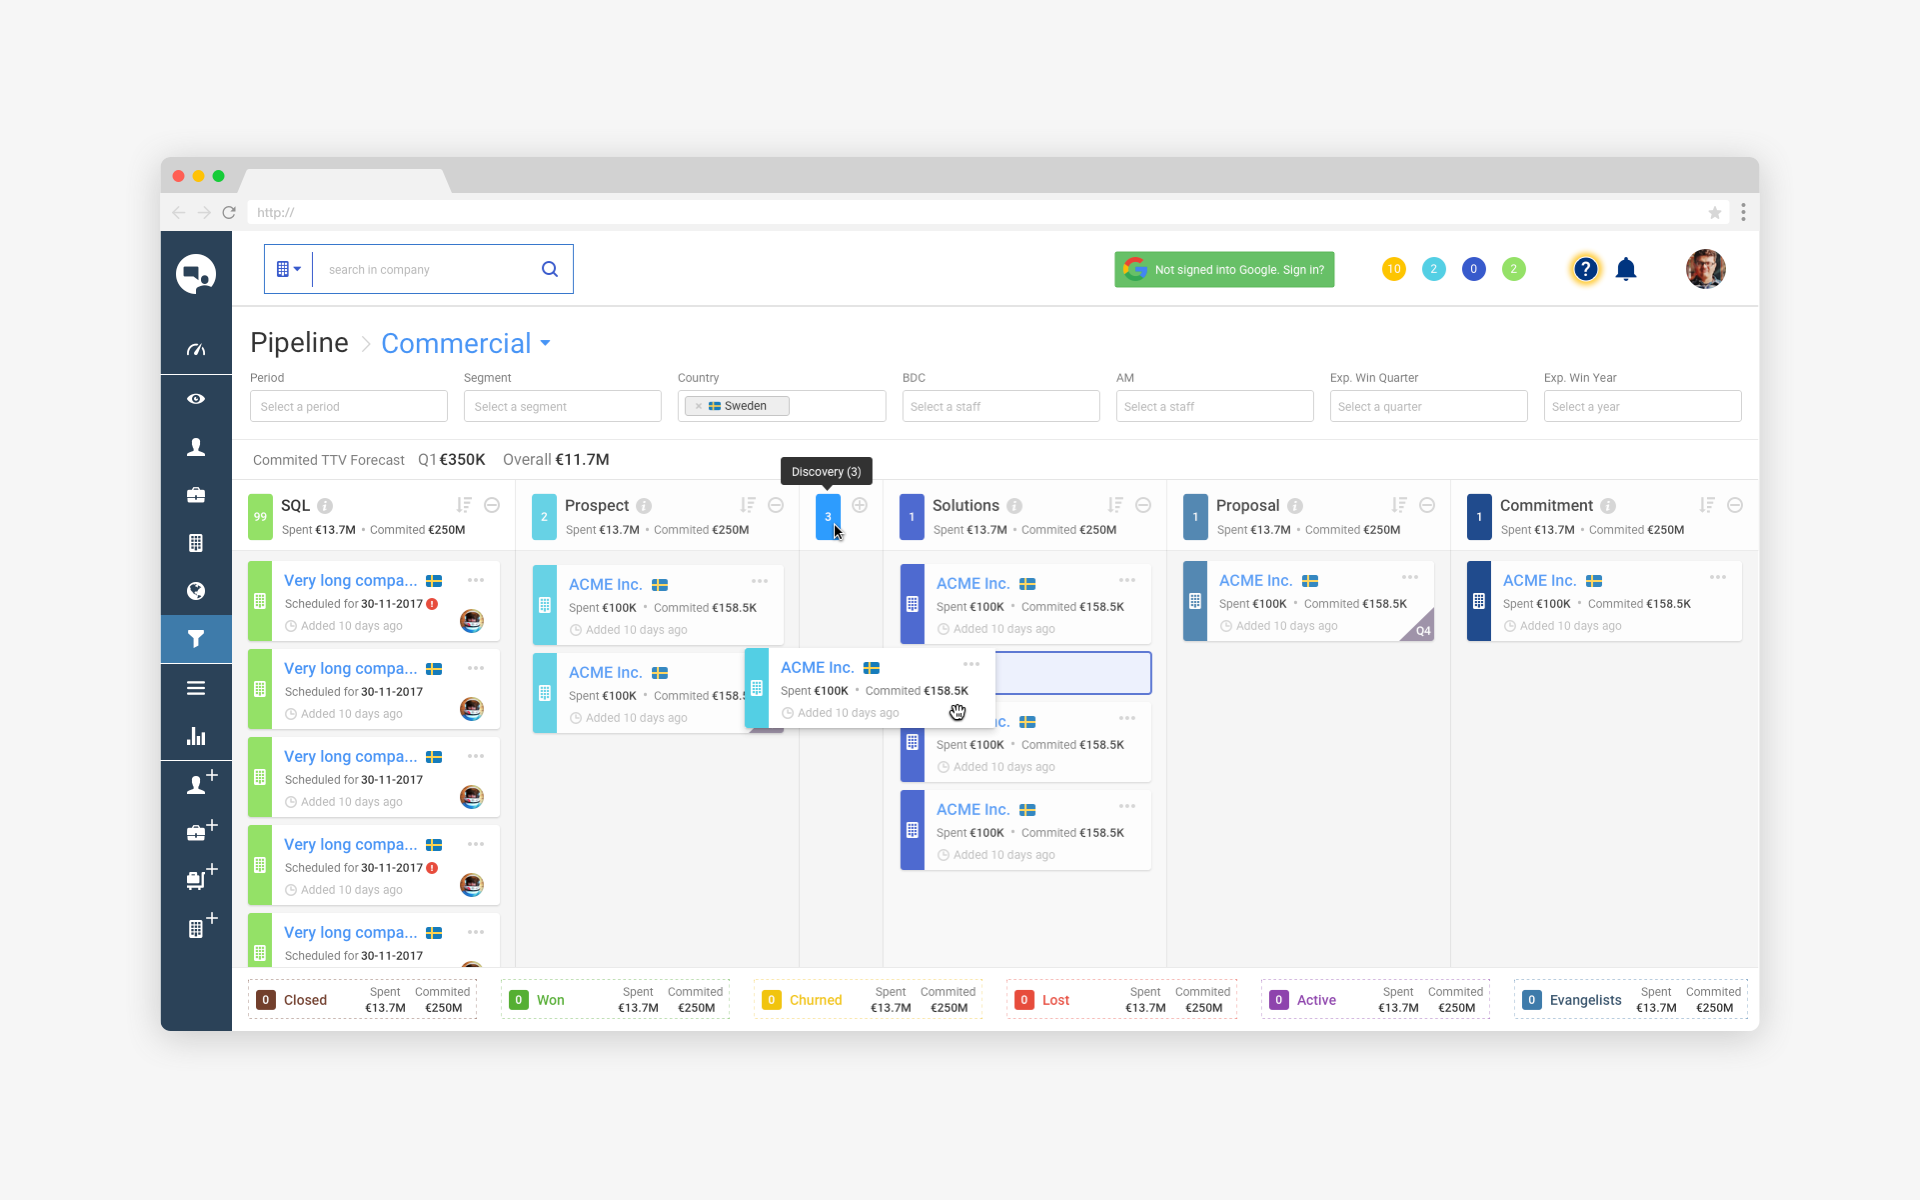 http://
search in company
Not signed into Google. Sign in?
10
2
0
2
?
Pipeline
Commercial
Period
Segment
Country
BDC
AM
Exp. Win Quarter
Exp. Win Year
Select a period
Select a segment
× Sweden
Select a staff
Select a staff
Select a quarter
Select a year
Commited TTV Forecast Q1 €350K Overall €11.7M
Discovery (3)
99
SQL
Spent €13.7M • Commited €250M
2
Prospect
Spent €13.7M • Commited €250M
3
1
Solutions
Spent €13.7M • Commited €250M
1
Proposal
Spent €13.7M • Commited €250M
1
Commitment
Spent €13.7M • Commited €250M
Very long compa...
Scheduled for 30-11-2017 !
Added 10 days ago
Very long compa...
Scheduled for 30-11-2017
Added 10 days ago
Very long compa...
Scheduled for 30-11-2017
Added 10 days ago
Very long compa...
Scheduled for 30-11-2017 !
Added 10 days ago
Very long compa...
Scheduled for 30-11-2017
ACME Inc.
Spent €100K • Commited €158.5K
Added 10 days ago
ACME Inc.
Spent €100K • Commited €158.5
Added 10 days ago
ACME Inc.
Spent €100K • Commited €158.5K
Added 10 days ago
ACME Inc.
Spent €100K • Commited €158.5K
Added 10 days ago
nc.
Spent €100K • Commited €158.5K
Added 10 days ago
ACME Inc.
Spent €100K • Commited €158.5K
Added 10 days ago
ACME Inc.
Spent €100K • Commited €158.5K
Added 10 days ago
Q4
ACME Inc.
Spent €100K • Commited €158.5K
Added 10 days ago
0 Closed
Spent Commited
€13.7M €250M
0 Won
Spent Commited
€13.7M €250M
0 Churned
Spent Commited
€13.7M €250M
0 Lost
Spent Commited
€13.7M €250M
0 Active
Spent Commited
€13.7M €250M
0 Evangelists
Spent Commited
€13.7M €250M